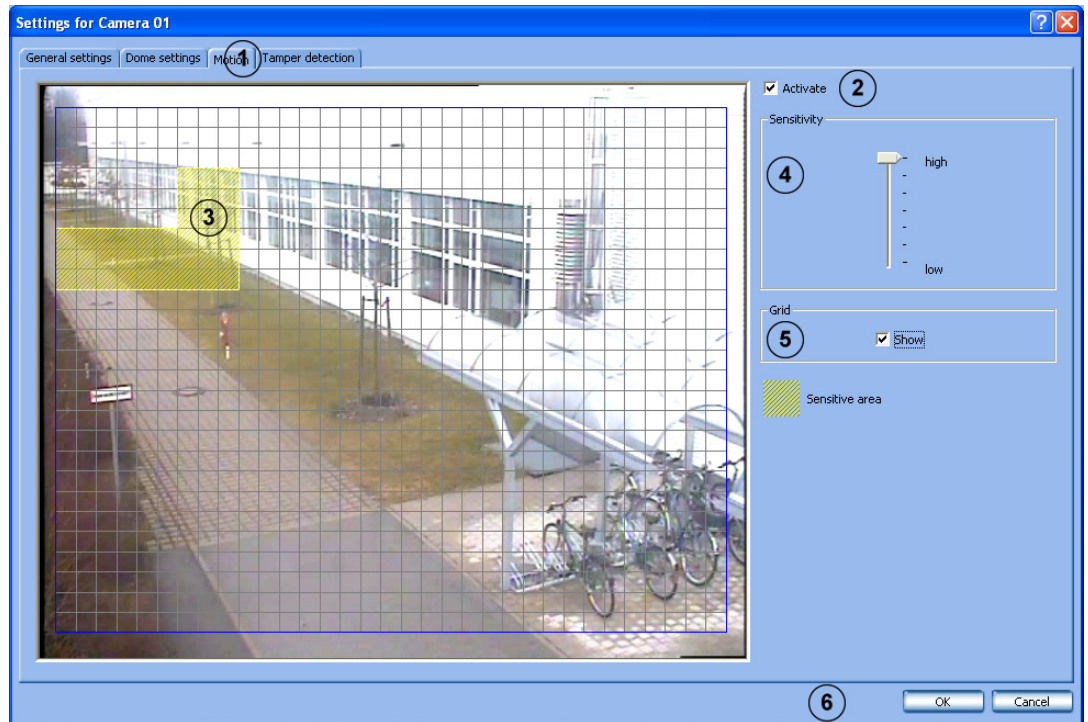 Settings for Camera 01
General settings
Dome settings
Motion
Tamper detection
1
Activate
2
Sensitivity
4
high
low
3
Grid
5
Show
Sensitive area
6
OK
Cancel